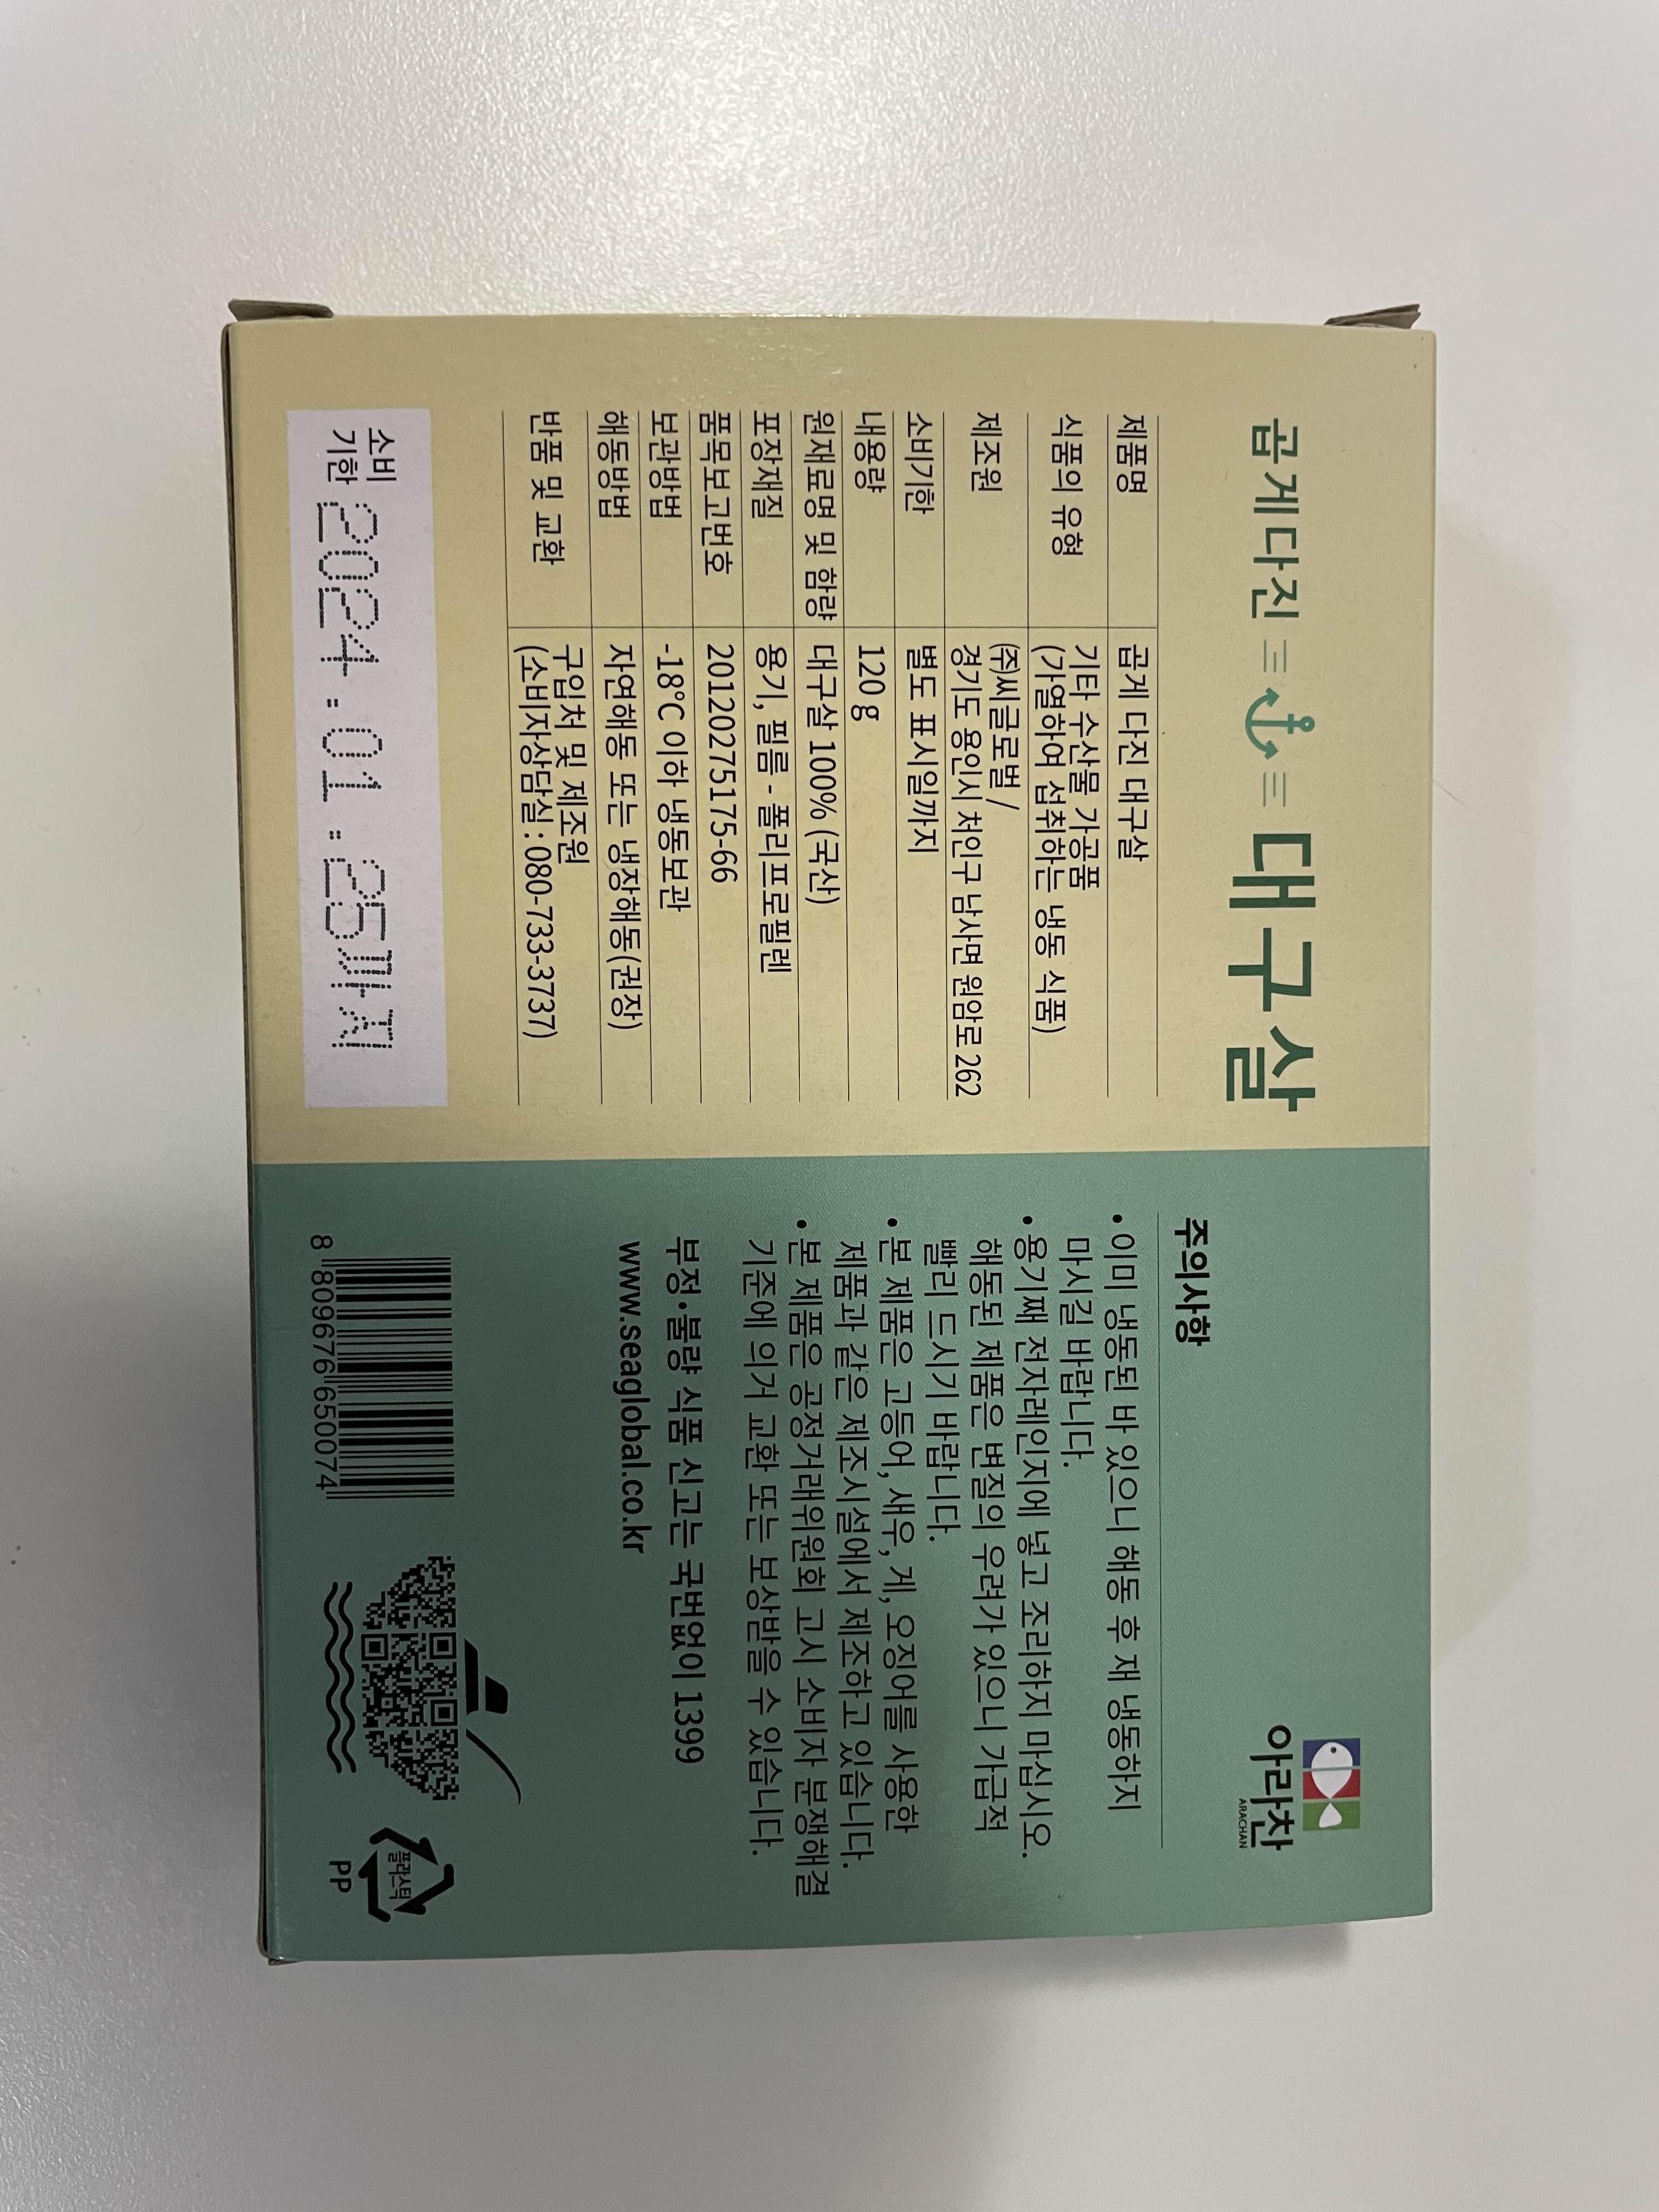 곱게다진 대구살
제품명 곱게 다진 대구살
식품의 유형 기타 수산물 가공품
(가열하여 섭취하는 냉동 식품)
제조원 ㈜씨글로벌 /
경기도 용인시 처인구 남사면 원암로 262
소비기한 별도 표시일까지
내용량 120 g
원재료명 및 함량 대구살 100% (국산)
포장재질 용기, 필름 - 폴리프로필렌
품목보고번호 20120275175-66
보관방법 -18℃ 이하 냉동보관
해동방법 자연해동 또는 냉장해동(권장)
반품 및 교환 구입처 및 제조원
(소비자상담실 : 080-733-3737)
소비
기한
2024.01.25까지
아라찬
ARACHAN
주의사항
• 이미 냉동된 바 있으니 해동 후 재 냉동하지
마시길 바랍니다.
• 용기째 전자레인지에 넣고 조리하지 마십시오.
해동된 제품은 변질의 우려가 있으니 가급적
빨리 드시기 바랍니다.
• 본 제품은 고등어, 새우, 게, 오징어를 사용한
제품과 같은 제조시설에서 제조하고 있습니다.
• 본 제품은 공정거래위원회 고시 소비자 분쟁해결
기준에 의거 교환 또는 보상받을 수 있습니다.
부정•불량 식품 신고는 국번없이 1399
www.seaglobal.co.kr
8 809676 650074
플라스틱
PP